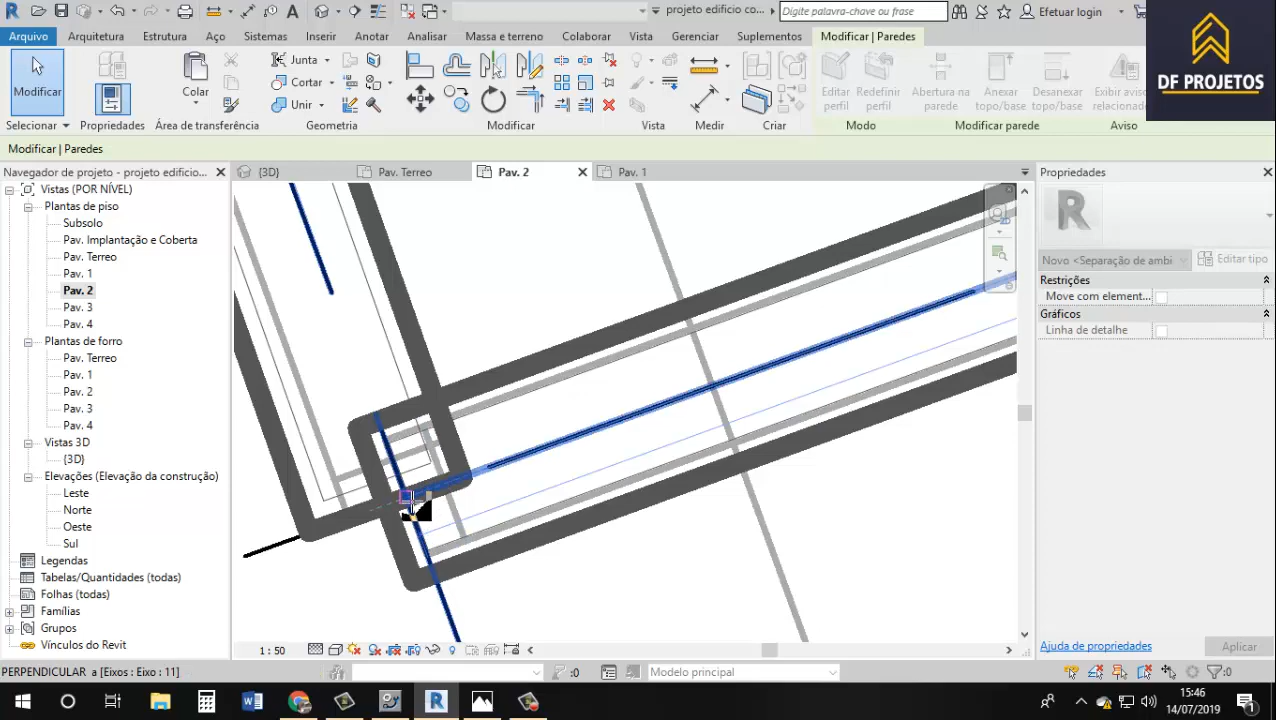 projeto edificio co...
Digite palavra-chave ou frase
Efetuar login
Arquivo Arquitetura Estrutura Aço Sistemas Inserir Anotar Analisar Massa e terreno Colaborar Vista Gerenciar Suplementos Modificar | Paredes
DF PROJETOS
Modificar
Colar
Junta
Cortar
Unir
Editar perfil
Redefinir perfil
Abertura na parede
Anexar topo/base
Desanexar topo/base
Exibir aviso relacionado
Selecionar Propriedades Área de transferência Geometria Modificar Vista Medir Criar Modo Modificar parede Aviso
Modificar | Paredes
Navegador de projeto - projeto edificio...
{3D} Pav. Terreo Pav. 2 Pav. 1
Propriedades
Vistas (POR NÍVEL)
Plantas de piso
Subsolo
Pav. Implantação e Coberta
Pav. Terreo
Pav. 1
Pav. 2
Pav. 3
Pav. 4
Plantas de forro
Pav. Terreo
Pav. 1
Pav. 2
Pav. 3
Pav. 4
Vistas 3D
{3D}
Elevações (Elevação da construção)
Leste
Norte
Oeste
Sul
Legendas
Tabelas/Quantidades (todas)
Folhas (todas)
Famílias
Grupos
Vínculos do Revit
R
Novo <Separação de ambi
Editar tipo
Restrições
Move com element...
Gráficos
Linha de detalhe
Ajuda de propriedades
Aplicar
1 : 50
PERPENDICULAR a [Eixos : Eixo : 11]
:0
Modelo principal
:0
15:46
14/07/2019
1